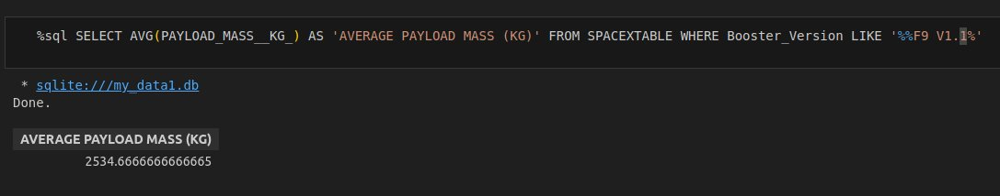 %sql SELECT AVG(PAYLOAD_MASS__KG_) AS 'AVERAGE PAYLOAD MASS (KG)' FROM SPACEXTABLE WHERE Booster_Version LIKE '%%F9 V1.1%'
* sqlite:///my_data1.db
Done.
AVERAGE PAYLOAD MASS (KG)
2534.6666666666665